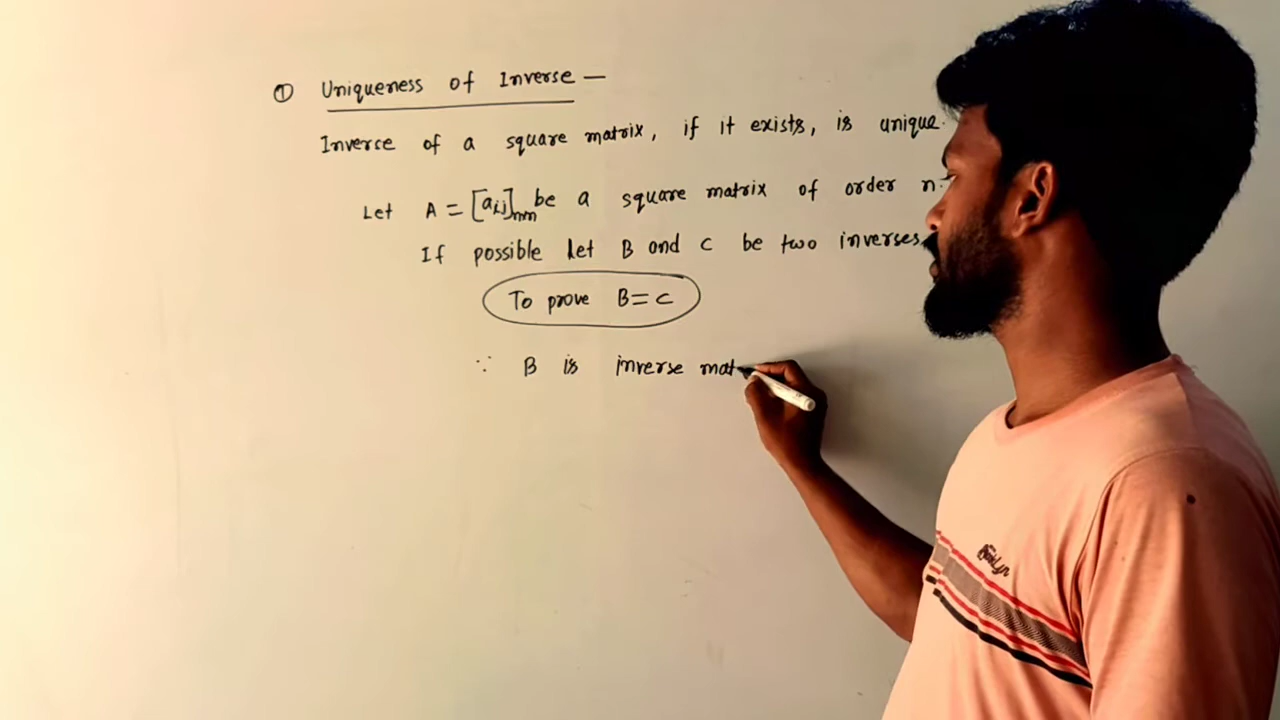 ① Uniqueness of Inverse —
Inverse of a square matrix, if it exists, is unique.
Let A = [aij]nxn be a square matrix of order n.
If possible let B and C be two inverses
To prove B = C
∵ B is inverse mat